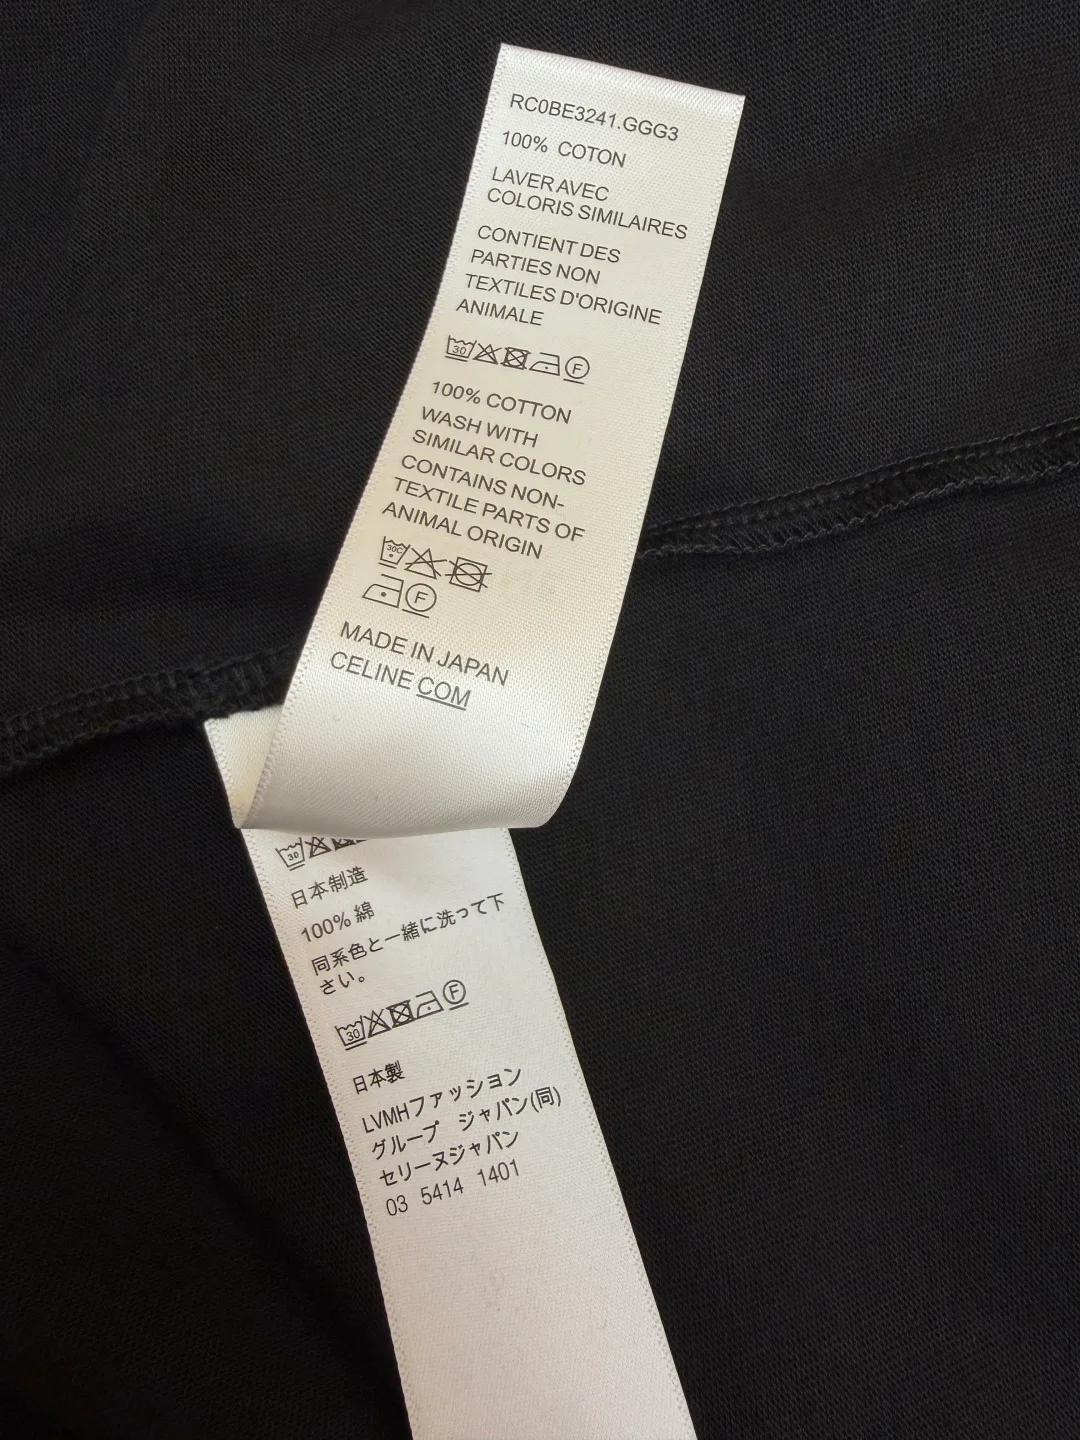 RC0BE3241.GGG3
100% COTON
LAVER AVEC
COLORIS SIMILAIRES
CONTIENT DES
PARTIES NON
TEXTILES D'ORIGINE
ANIMALE
30 F
100% COTTON
WASH WITH
SIMILAR COLORS
CONTAINS NON-
TEXTILE PARTS OF
ANIMAL ORIGIN
30C
F
MADE IN JAPAN
CELINE COM
30
日本制造
100% 綿
同系色と一緒に洗って下
さい。
30 F
日本製
LVMHファッション
グループ ジャパン(同)
セリーヌジャパン
03 5414 1401